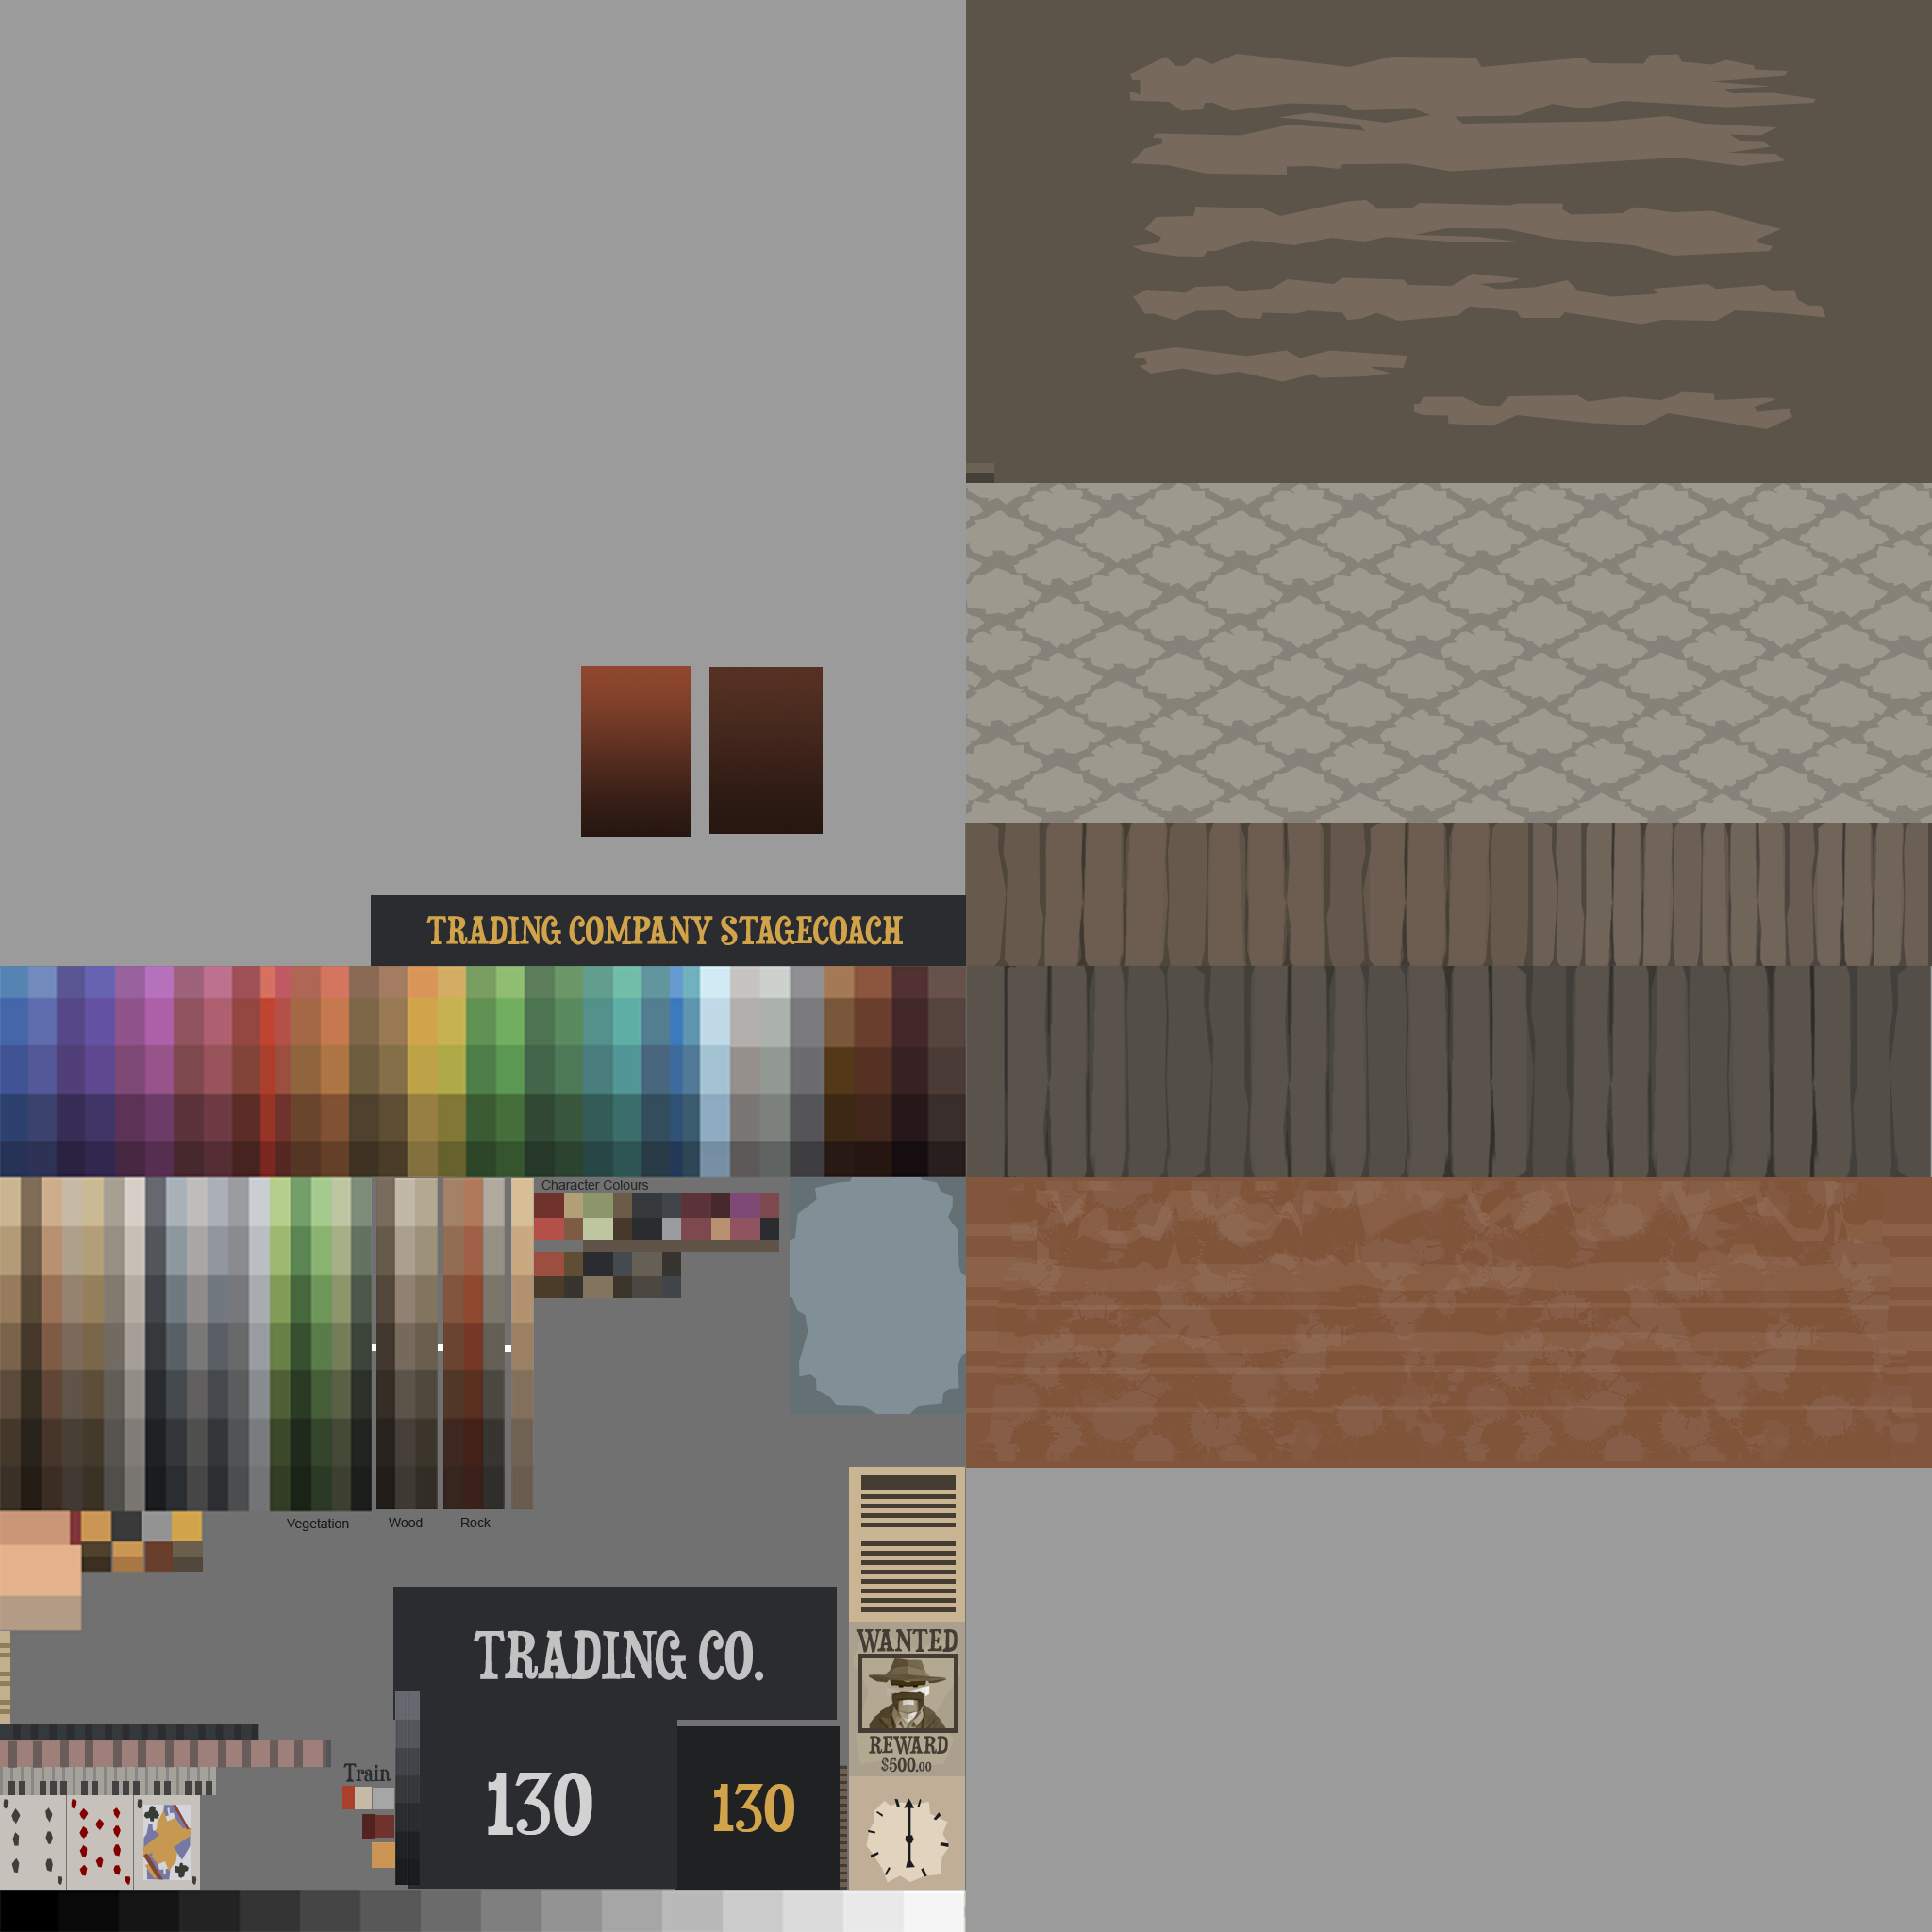 TRADING COMPANY STAGECOACH
Character Colours
Vegetation
Wood
Rock
TRADING CO.
WANTED
REWARD
$500.00
Train
130
130